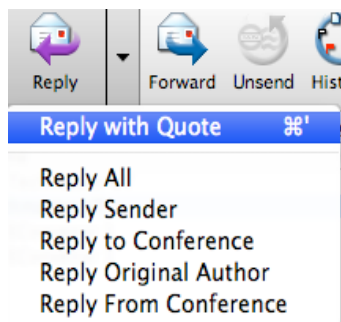 Reply Forward Unsend Hist
Reply with Quote ⌘'
Reply All
Reply Sender
Reply to Conference
Reply Original Author
Reply From Conference